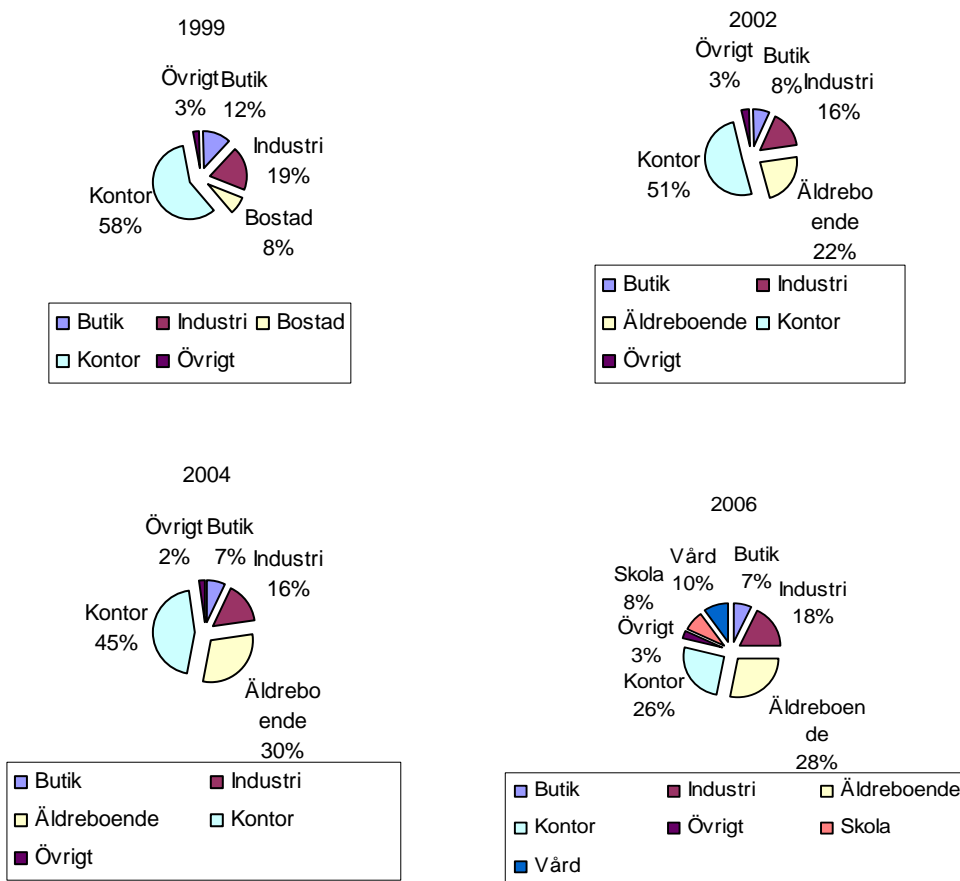 1999
Övrigt Butik
3% 12%
Industri
19%
Kontor
58%
Bostad
8%
Butik Industri Bostad
Kontor Övrigt
2002
Övrigt Butik
3% 8% Industri
16%
Kontor
51%
Äldrebo
ende
22%
Butik Industri
Äldreboende Kontor
Övrigt
2004
Övrigt Butik
2% 7% Industri
16%
Kontor
45%
Äldrebo
ende
30%
Butik Industri
Äldreboende Kontor
Övrigt
2006
Vård Butik
10% 7%
Skola Industri
8% 18%
Övrigt
3%
Kontor
26%
Äldreboen
de
28%
Butik Industri Äldreboende
Kontor Övrigt Skola
Vård